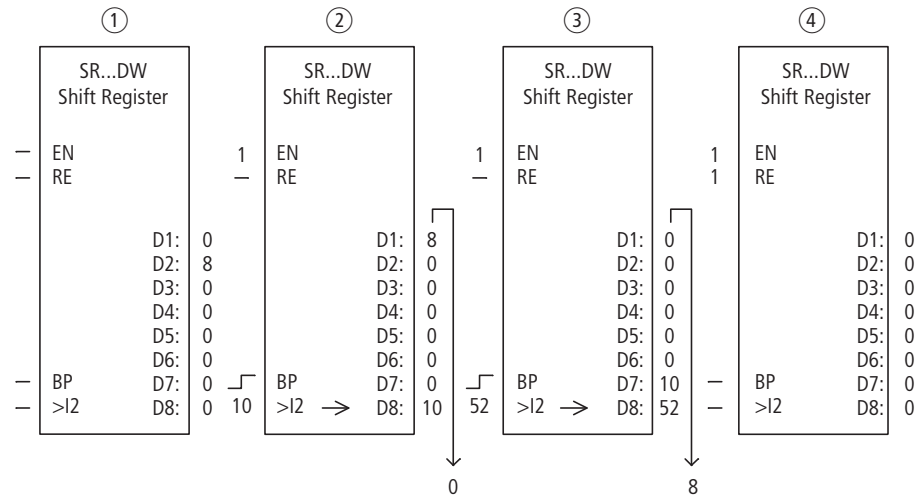 ① ② ③ ④
SR...DW SR...DW SR...DW SR...DW
Shift Register Shift Register Shift Register Shift Register
– EN 1 EN 1 EN 1 EN
– RE – RE – RE 1 RE
D1: 0 D1: 8 D1: 0 D1: 0
D2: 8 D2: 0 D2: 0 D2: 0
D3: 0 D3: 0 D3: 0 D3: 0
D4: 0 D4: 0 D4: 0 D4: 0
D5: 0 D5: 0 D5: 0 D5: 0
D6: 0 D6: 0 D6: 0 D6: 0
– BP D7: 0 BP D7: 0 BP D7: 10 – BP D7: 0
– >I2 D8: 0 10 >I2 → D8: 10 52 >I2 → D8: 52 – >I2 D8: 0
0 8